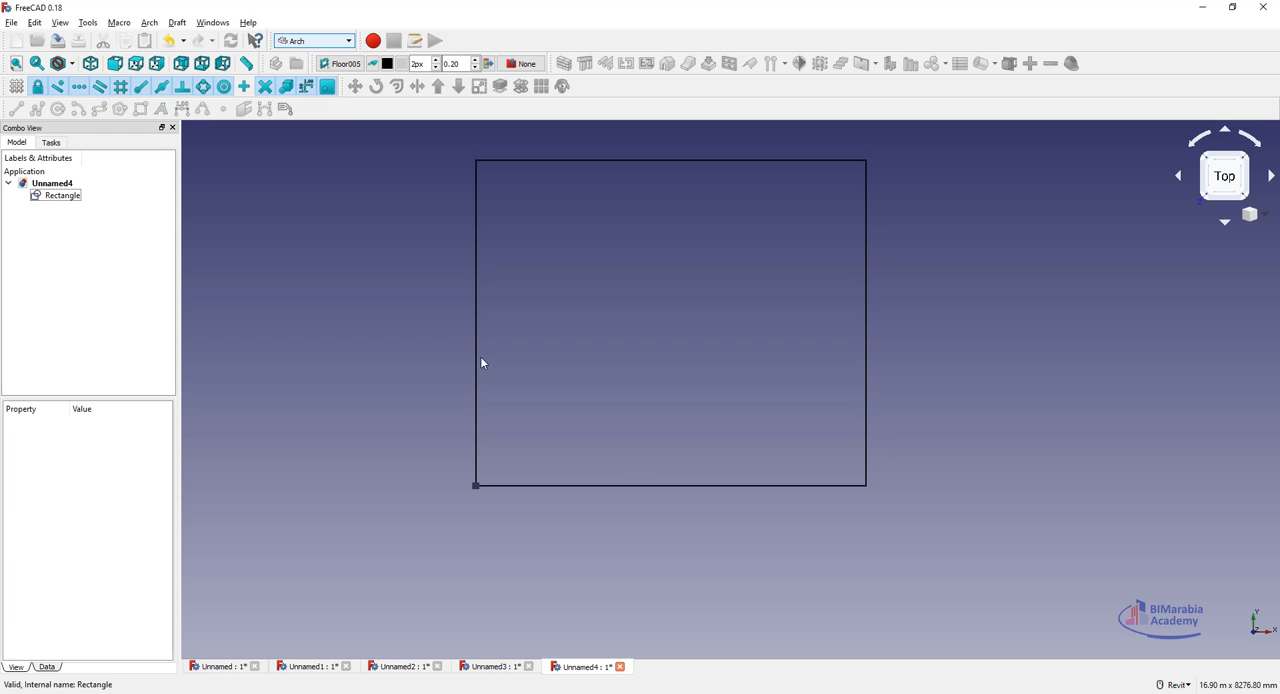 FreeCAD 0.18
File Edit View Tools Macro Arch Draft Windows Help
Arch
Floor005 2px 0.20 None
Combo View
Model Tasks
Labels & Attributes
Application
Unnamed4
Rectangle
Top
Property Value
BIMarabia
Academy
Y
X
Z
View Data
Unnamed : 1* Unnamed1 : 1* Unnamed2 : 1* Unnamed3 : 1* Unnamed4 : 1*
Valid, Internal name: Rectangle
Revit 16.90 m x 8276.80 mm